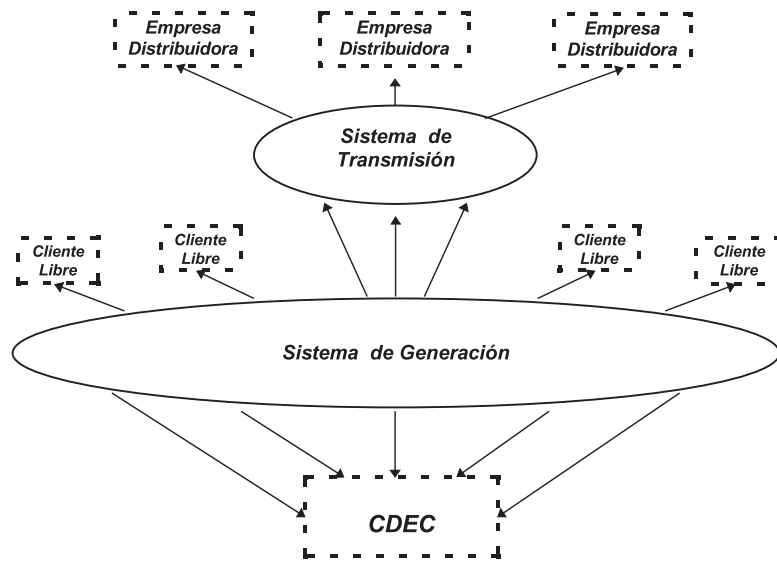 Empresa
Distribuidora
Empresa
Distribuidora
Empresa
Distribuidora
Sistema de
Transmisión
Cliente
Libre
Cliente
Libre
Cliente
Libre
Cliente
Libre
Sistema de Generación
CDEC